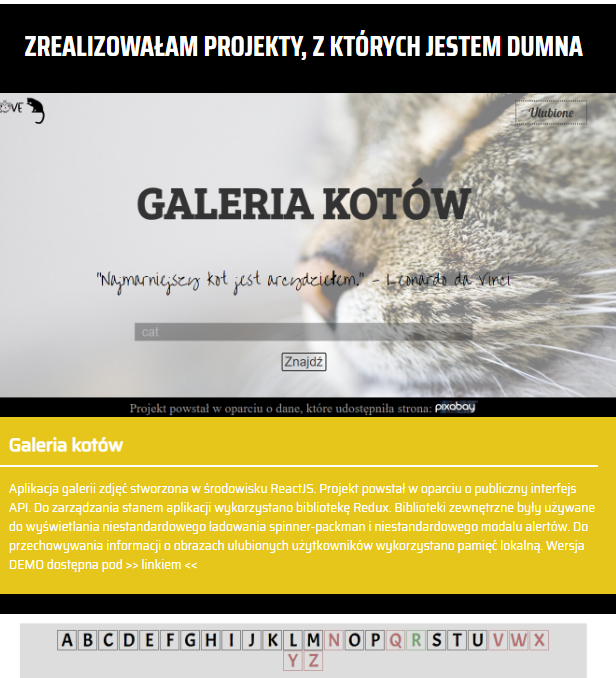 ZREALIZOWAŁAM PROJEKTY, Z KTÓRYCH JESTEM DUMNA
OVE
Ulubione
GALERIA KOTÓW
"Najmarniejszy kot jest arcydziełem." - Leonardo da Vinci
cat
Znajdź
Projekt powstał w oparciu o dane, które udostępniła strona: pixabay
Galeria kotów
Aplikacja galerii zdjęć stworzona w środowisku ReactJS. Projekt powstał w oparciu o publiczny interfejs
API. Do zarządzania stanem aplikacji wykorzystano bibliotekę Redux. Biblioteki zewnętrzne były używane
do wyświetlania niestandardowego ładowania spinner-packman i niestandardowego modalu alertów. Do
przechowywania informacji o obrazach ulubionych użytkowników wykorzystano pamięć lokalną. Wersja
DEMO dostępna pod >> linkiem <<
A B C D E F G H I J K L M N O P Q R S T U V W X
Y Z